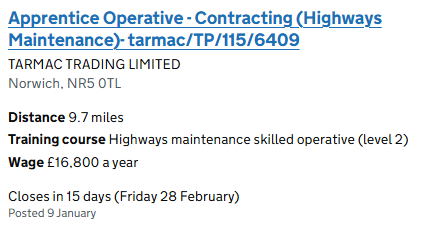 Apprentice Operative - Contracting (Highways
Maintenance)- tarmac/TP/115/6409
TARMAC TRADING LIMITED
Norwich, NR5 0TL
Distance 9.7 miles
Training course Highways maintenance skilled operative (level 2)
Wage £16,800 a year
Closes in 15 days (Friday 28 February)
Posted 9 January